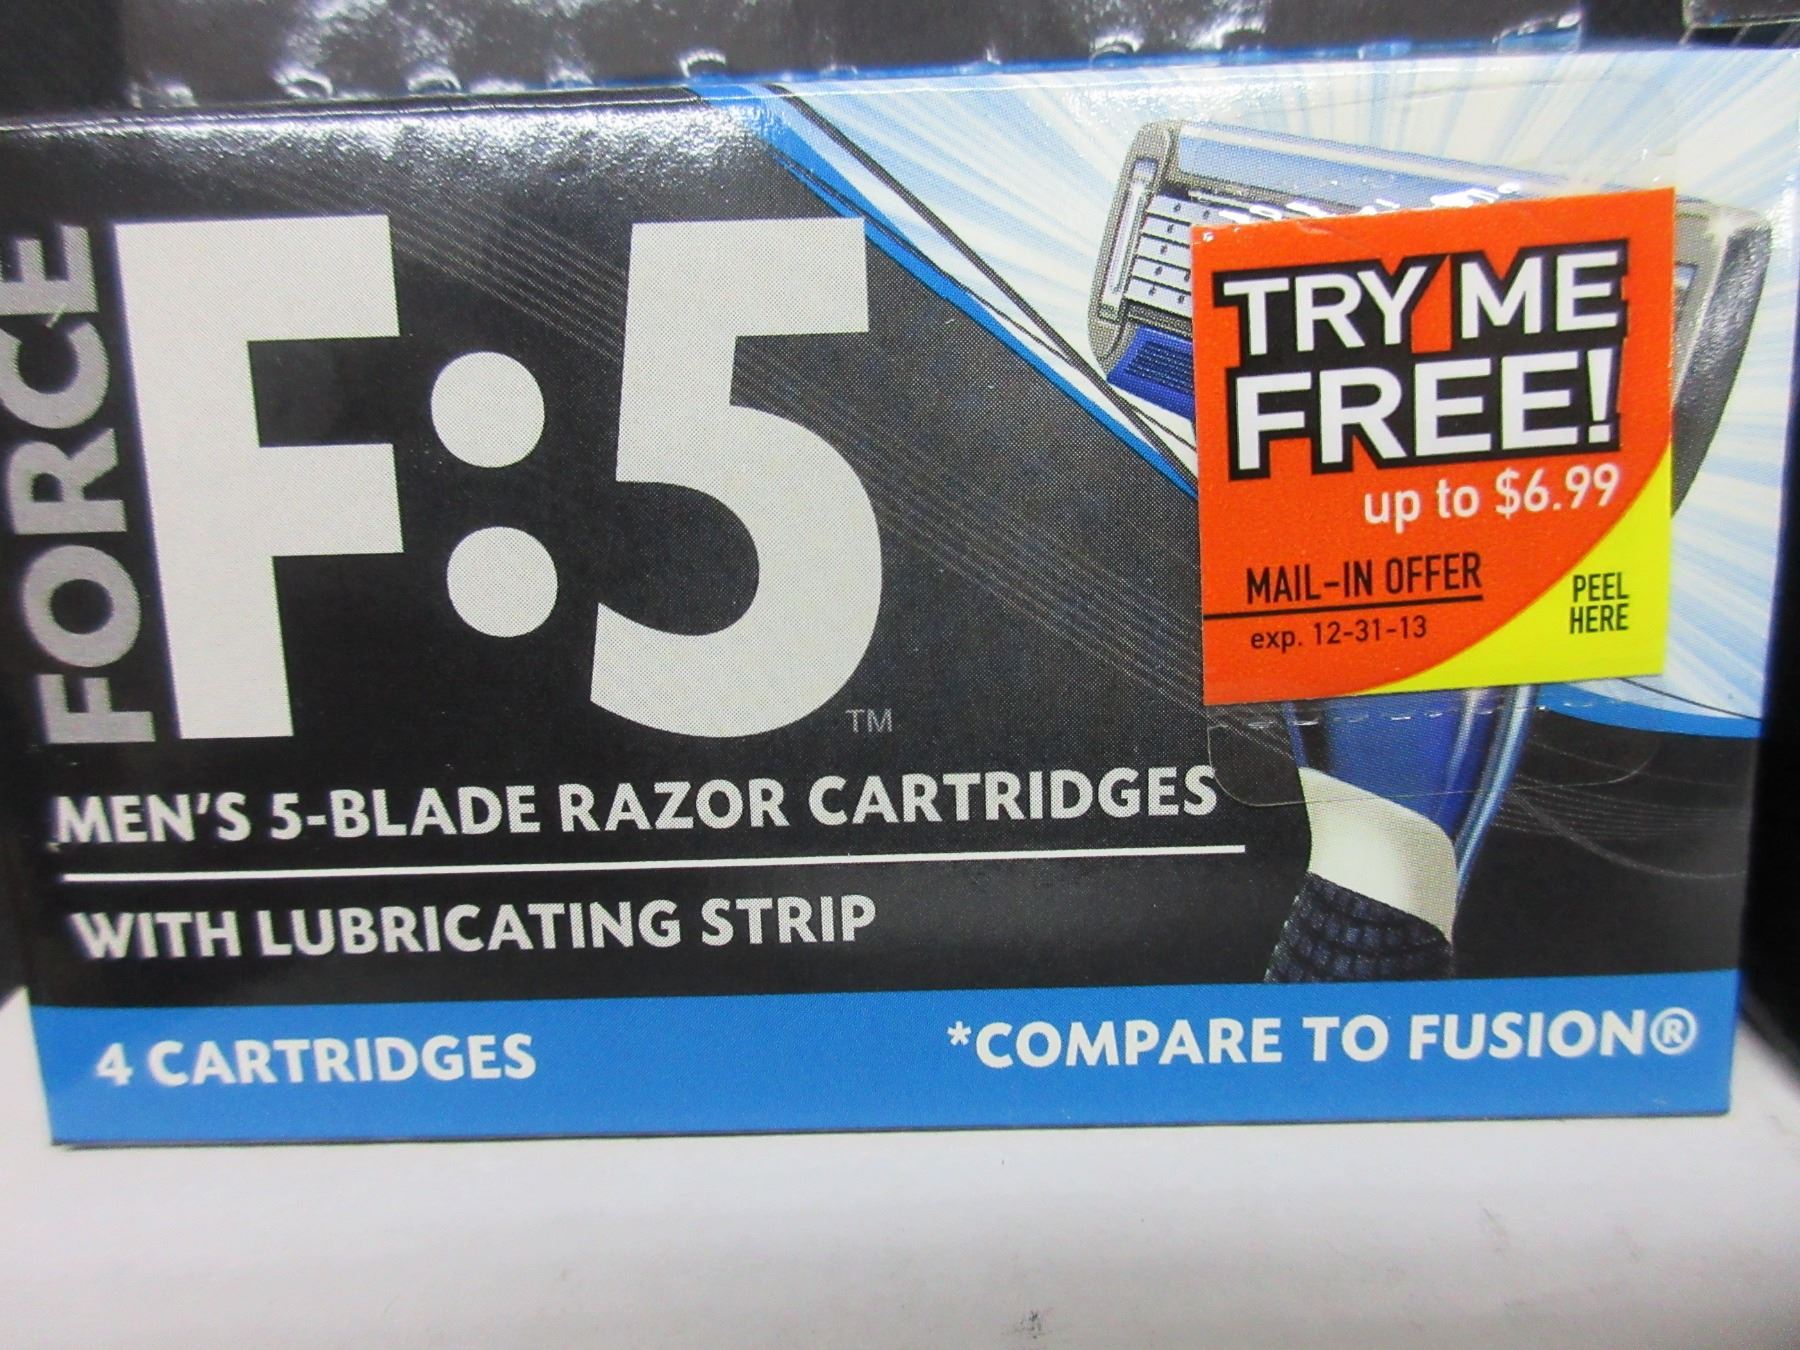 FORCE
F:5
TM
MEN'S 5-BLADE RAZOR CARTRIDGES
WITH LUBRICATING STRIP
4 CARTRIDGES
*COMPARE TO FUSION®
TRY ME
FREE!
up to $6.99
MAIL-IN OFFER
exp. 12-31-13
PEEL
HERE